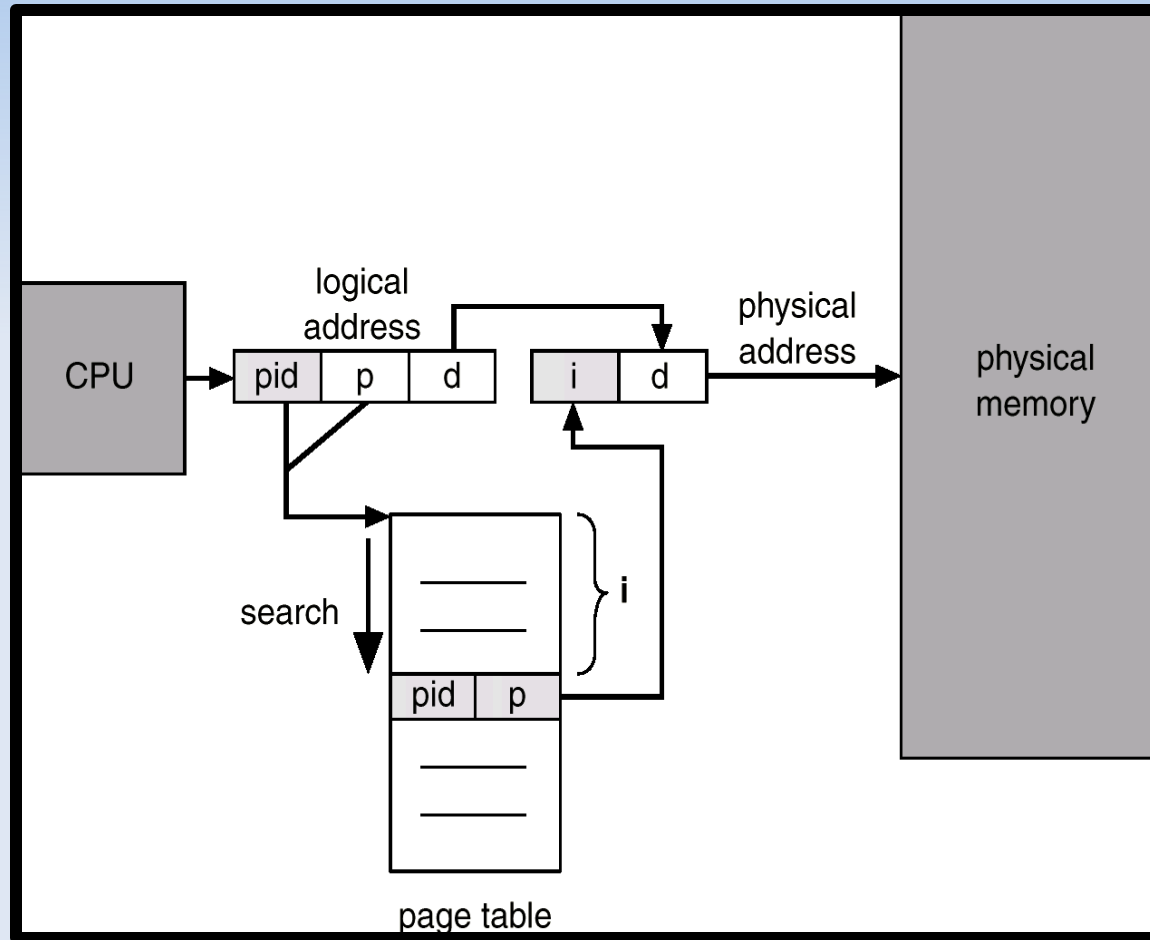 logical
address
physical
address
CPU
pid
p
d
i
d
physical
memory
search
i
pid
p
page table